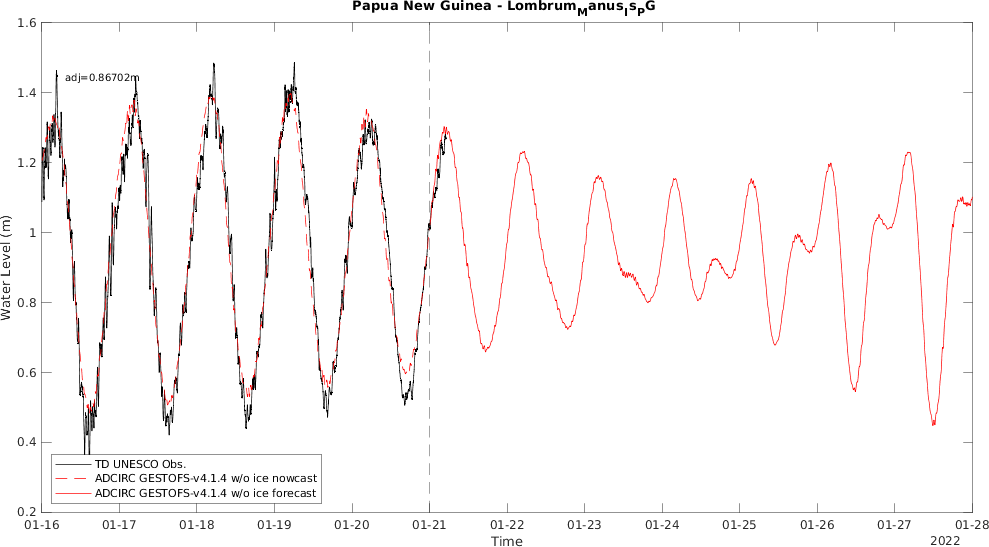 Papua New Guinea - Lombrum_Manus_Is_PG
1.6
1.4
1.2
1
0.8
0.6
0.4
0.2
Water Level (m)
adj=0.86702m
TD UNESCO Obs.
ADCIRC GESTOFS-v4.1.4 w/o ice nowcast
ADCIRC GESTOFS-v4.1.4 w/o ice forecast
01-16 01-17 01-18 01-19 01-20 01-21 01-22 01-23 01-24 01-25 01-26 01-27 01-28
Time
2022